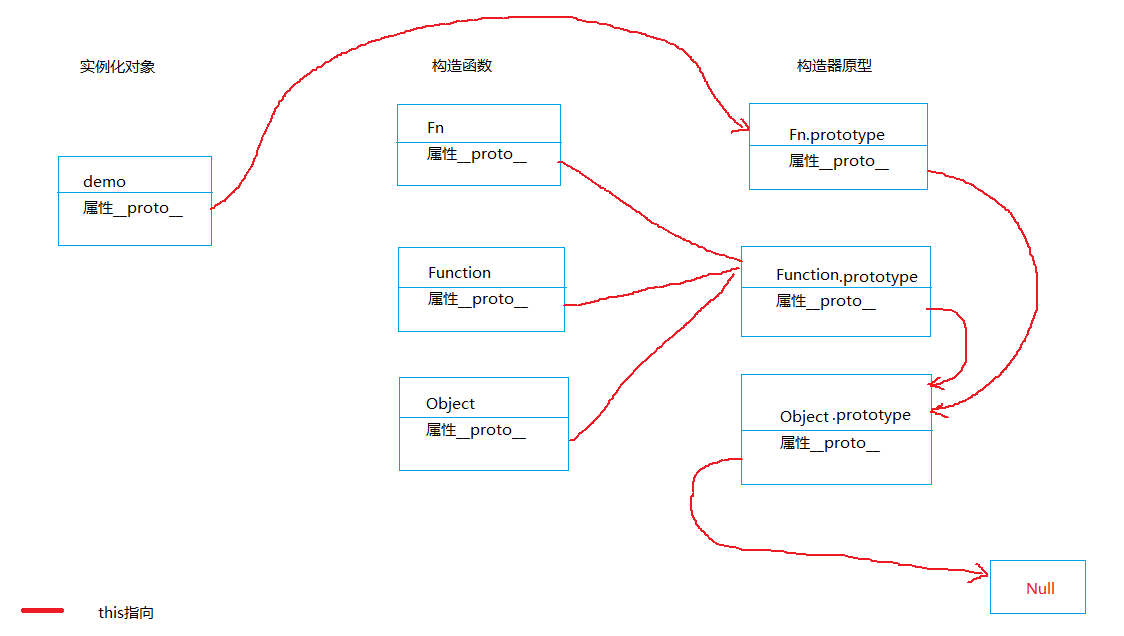 实例化对象
构造函数
构造器原型
demo
属性__proto__
Fn
属性__proto__
Function
属性__proto__
Object
属性__proto__
Fn.prototype
属性__proto__
Function.prototype
属性__proto__
Object.prototype
属性__proto__
Null
this指向